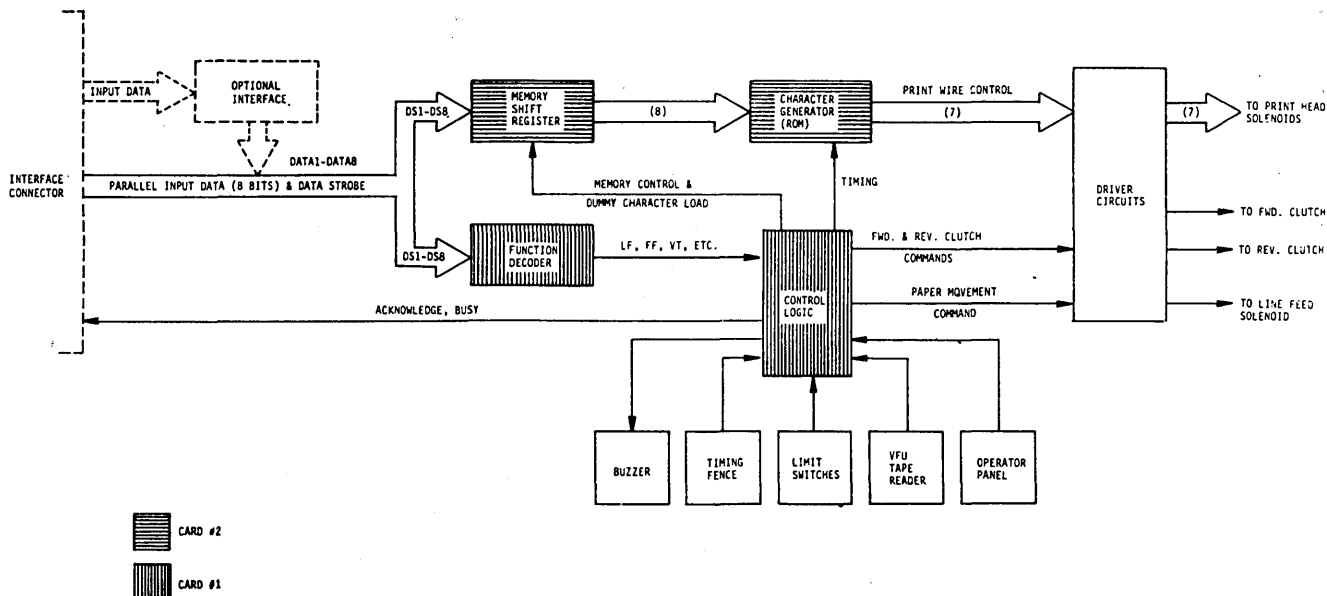 INPUT DATA
OPTIONAL
INTERFACE
INTERFACE
CONNECTOR
DATA1-DATA8
PARALLEL INPUT DATA (8 BITS) & DATA STROBE
DS1-DS8
DS1-DS8
MEMORY
SHIFT
REGISTER
(8)
CHARACTER
GENERATOR
(ROM)
PRINT WIRE CONTROL
(7)
DRIVER
CIRCUITS
(7)
TO PRINT HEAD
SOLENOIDS
MEMORY CONTROL &
DUMMY CHARACTER LOAD
TIMING
FUNCTION
DECODER
LF, FF, VT, ETC.
CONTROL
LOGIC
FWD. & REV. CLUTCH
COMMANDS
PAPER MOVEMENT
COMMAND
TO FWD. CLUTCH
TO REV. CLUTCH
TO LINE FEED
SOLENOID
ACKNOWLEDGE, BUSY
BUZZER
TIMING
FENCE
LIMIT
SWITCHES
VFU
TAPE
READER
OPERATOR
PANEL
CARD #2
CARD #1